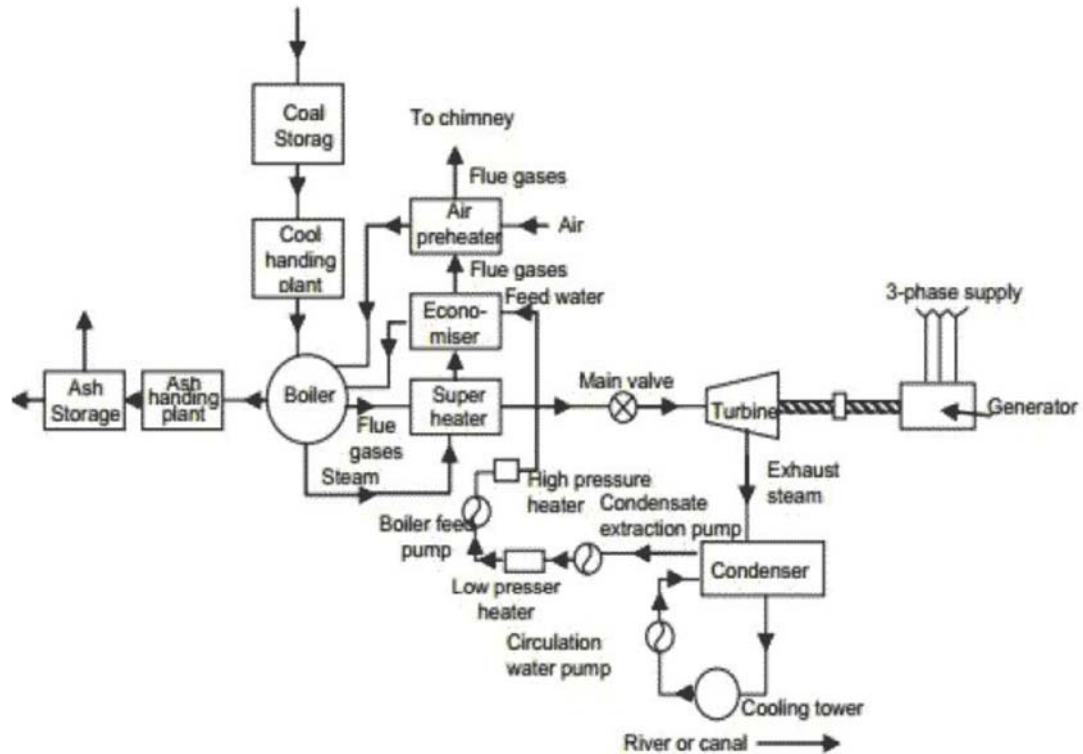 Coal
Storag
To chimney
Flue gases
Cool
handing
plant
Air
preheater
Air
Flue gases
Feed water
Econo-
miser
3-phase supply
Ash
Storage
Ash
handing
plant
Boiler
Super
heater
Main valve
Turbine
Generator
Flue
gases
Steam
Exhaust
steam
High pressure
heater
Condensate
extraction pump
Boiler feed
pump
Condenser
Low presser
heater
Circulation
water pump
Cooling tower
River or canal